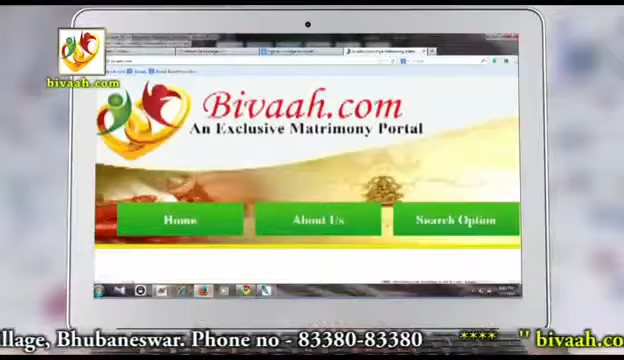 bivaah.com
Bivaah.com
An Exclusive Matrimony Portal
Home
About Us
Search Option
llage, Bhubaneswar. Phone no - 83380-83380 **** " bivaah.co